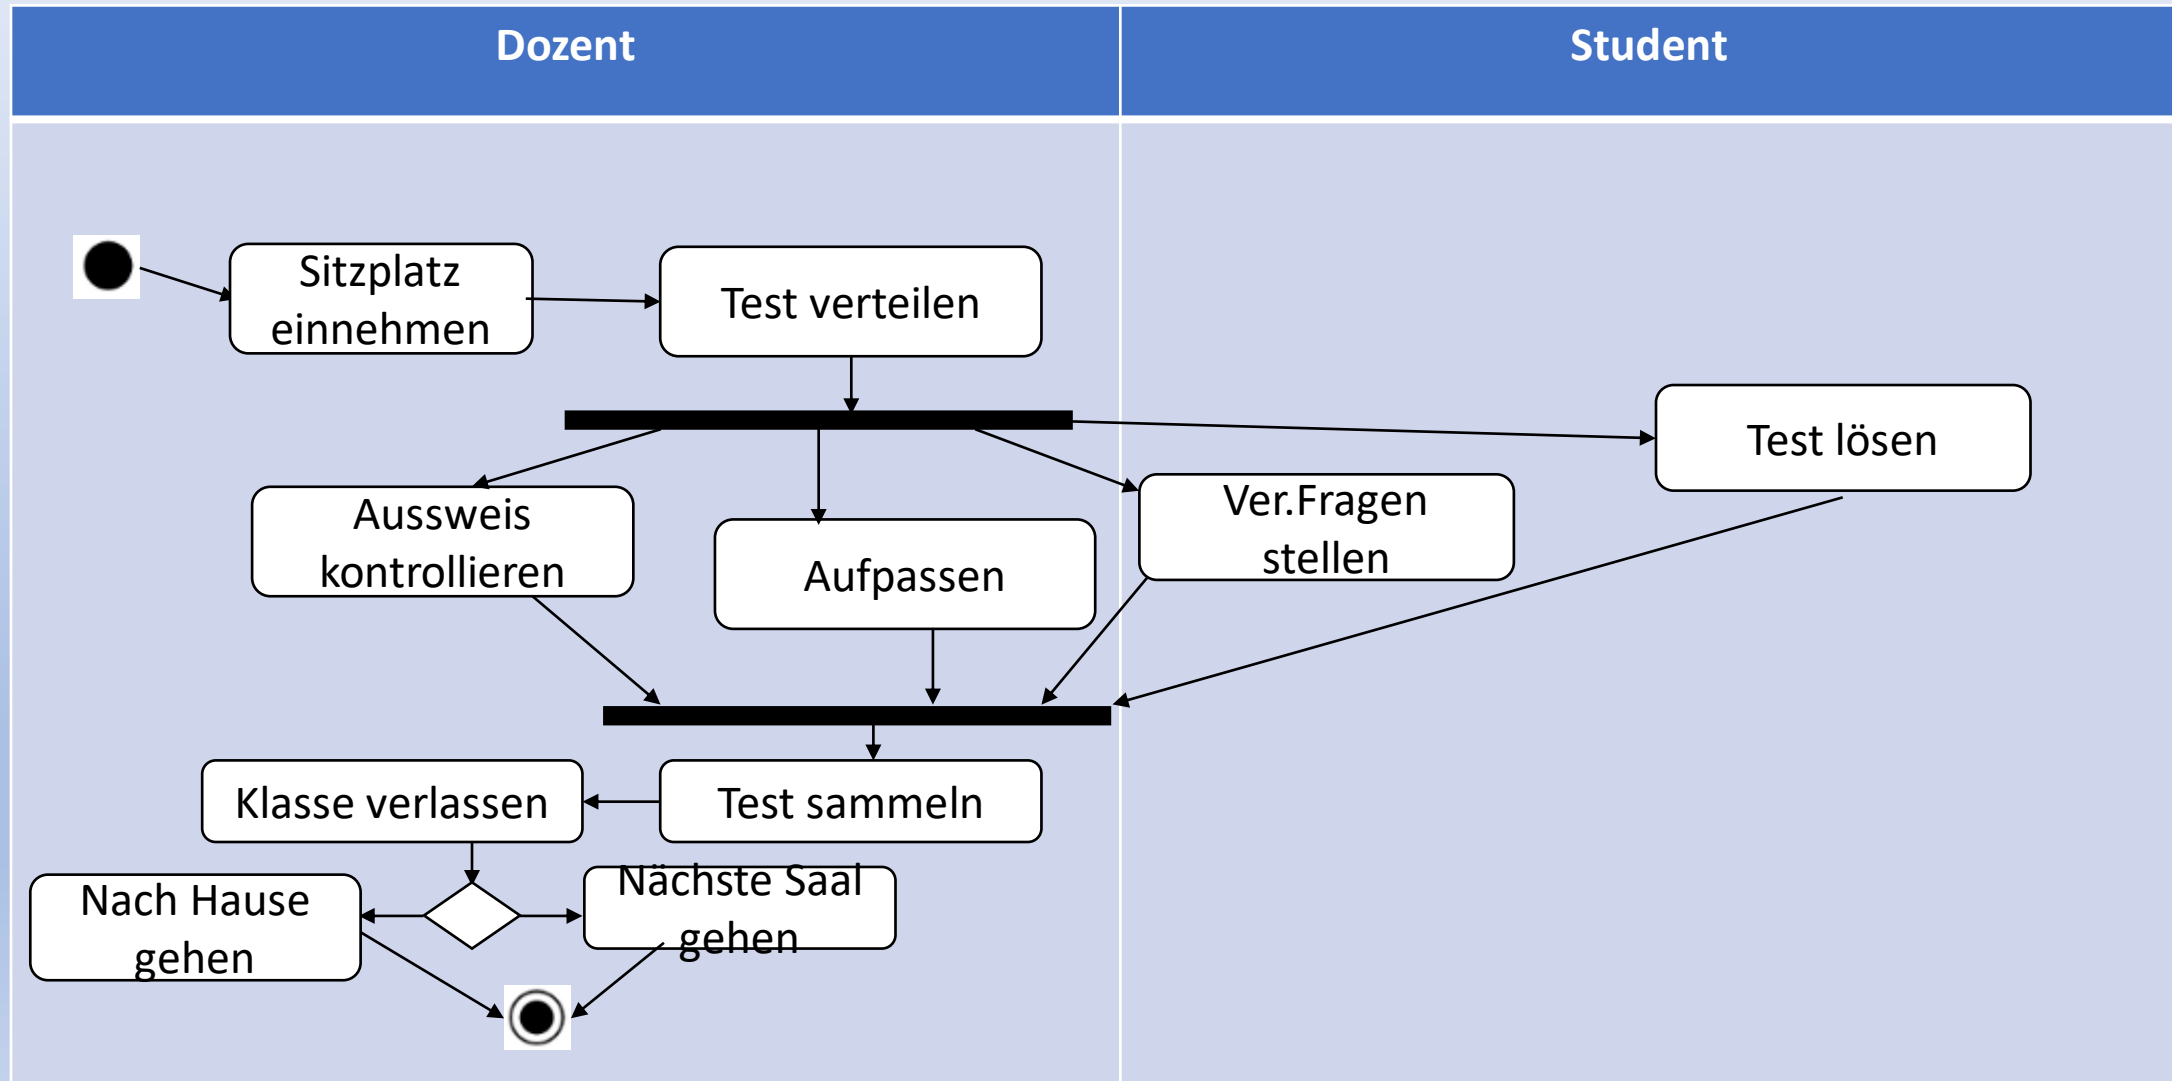 Dozent
Student
Sitzplatz
einnehmen
Test verteilen
Test lösen
Aussweis
kontrollieren
Aufpassen
Ver.Fragen
stellen
Klasse verlassen
Test sammeln
Nach Hause
gehen
Nächste Saal
gehen